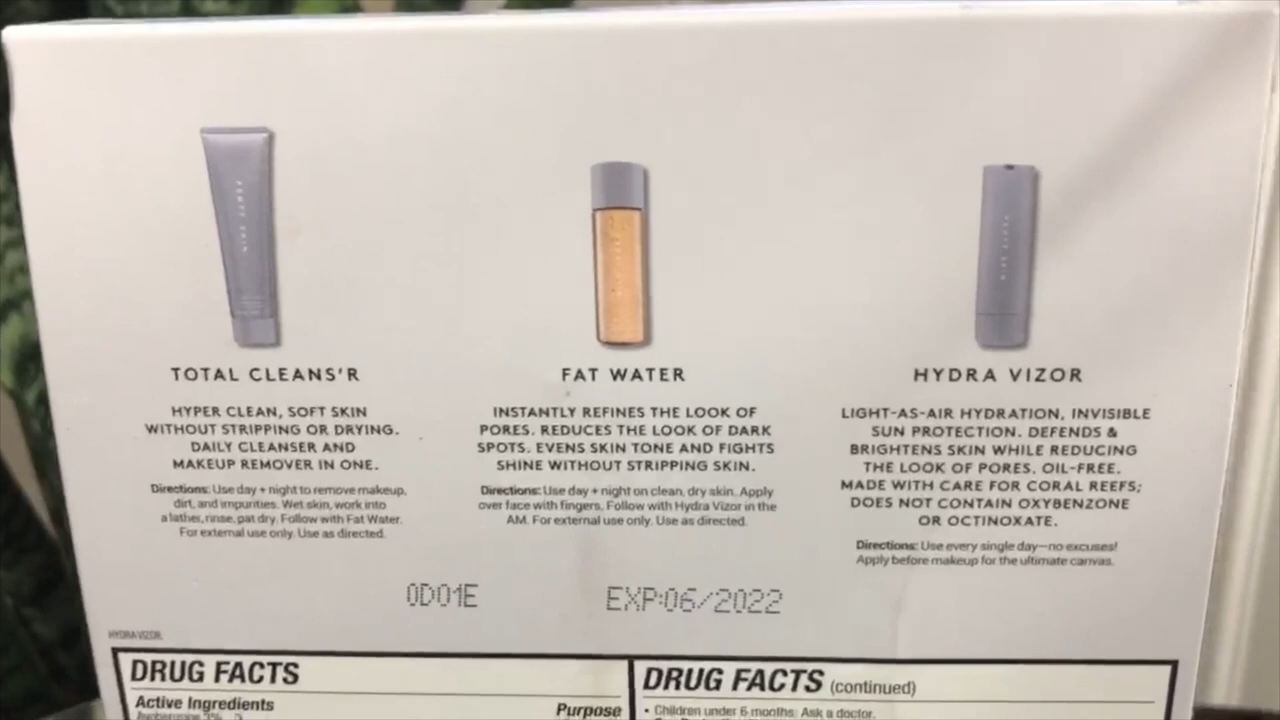 FENTY SKIN
FENTY SKIN
TOTAL CLEANS'R
HYPER CLEAN, SOFT SKIN
WITHOUT STRIPPING OR DRYING.
DAILY CLEANSER AND
MAKEUP REMOVER IN ONE.
Directions: Use day + night to remove makeup,
dirt, and impurities. Wet skin, work into
a lather, rinse, pat dry. Follow with Fat Water.
For external use only. Use as directed.
FAT WATER
INSTANTLY REFINES THE LOOK OF
PORES. REDUCES THE LOOK OF DARK
SPOTS. EVENS SKIN TONE AND FIGHTS
SHINE WITHOUT STRIPPING SKIN.
Directions: Use day + night on clean, dry skin. Apply
over face with fingers. Follow with Hydra Vizor in the
AM. For external use only. Use as directed.
HYDRA VIZOR
LIGHT-AS-AIR HYDRATION, INVISIBLE
SUN PROTECTION. DEFENDS &
BRIGHTENS SKIN WHILE REDUCING
THE LOOK OF PORES. OIL-FREE.
MADE WITH CARE FOR CORAL REEFS;
DOES NOT CONTAIN OXYBENZONE
OR OCTINOXATE.
Directions: Use every single day—no excuses!
Apply before makeup for the ultimate canvas.
0D01E
EXP:06/2022
HYDRA VIZOR:
DRUG FACTS
Active Ingredients
Purpose
DRUG FACTS (continued)
• Children under 6 months: Ask a doctor.